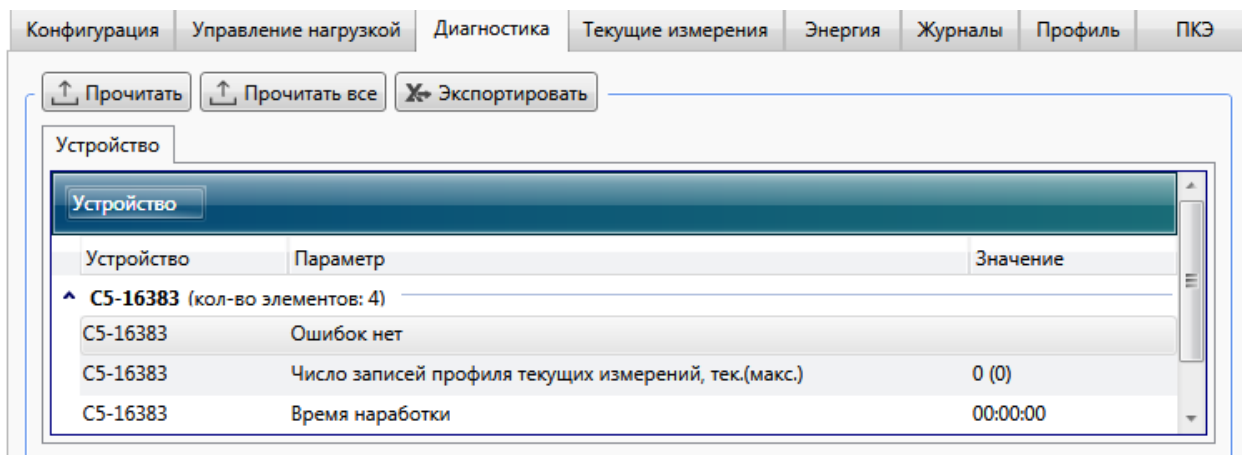 Конфигурация Управление нагрузкой Диагностика Текущие измерения Энергия Журналы Профиль ПКЭ
Прочитать Прочитать все Экспортировать
Устройство
Устройство
Устройство Параметр Значение
С5-16383 (кол-во элементов: 4)
С5-16383 Ошибок нет
С5-16383 Число записей профиля текущих измерений, тек.(макс.) 0 (0)
С5-16383 Время наработки 00:00:00